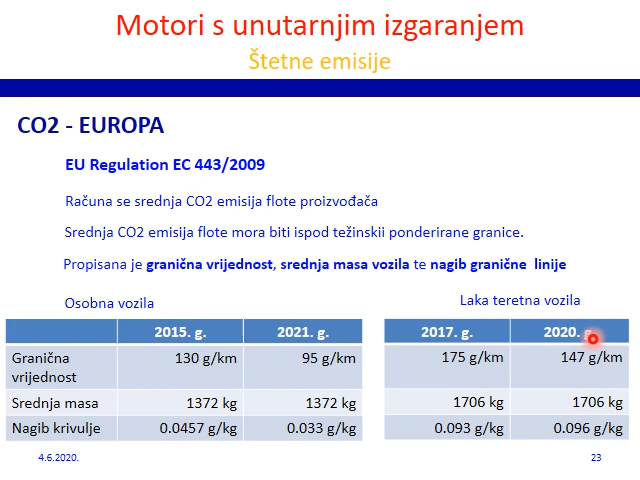 Motori s unutarnjim izgaranjem
Štetne emisije
CO2 - EUROPA
EU Regulation EC 443/2009
Računa se srednja CO2 emisija flote proizvođača
Srednja CO2 emisija flote mora biti ispod težinskii ponderirane granice.
Propisana je granična vrijednost, srednja masa vozila te nagib granične linije
Osobna vozila
2015. g. 2021. g.
Granična vrijednost 130 g/km 95 g/km
Srednja masa 1372 kg 1372 kg
Nagib krivulje 0.0457 g/kg 0.033 g/kg
Laka teretna vozila
2017. g. 2020. g.
175 g/km 147 g/km
1706 kg 1706 kg
0.093 g/kg 0.096 g/kg
4.6.2020.
23